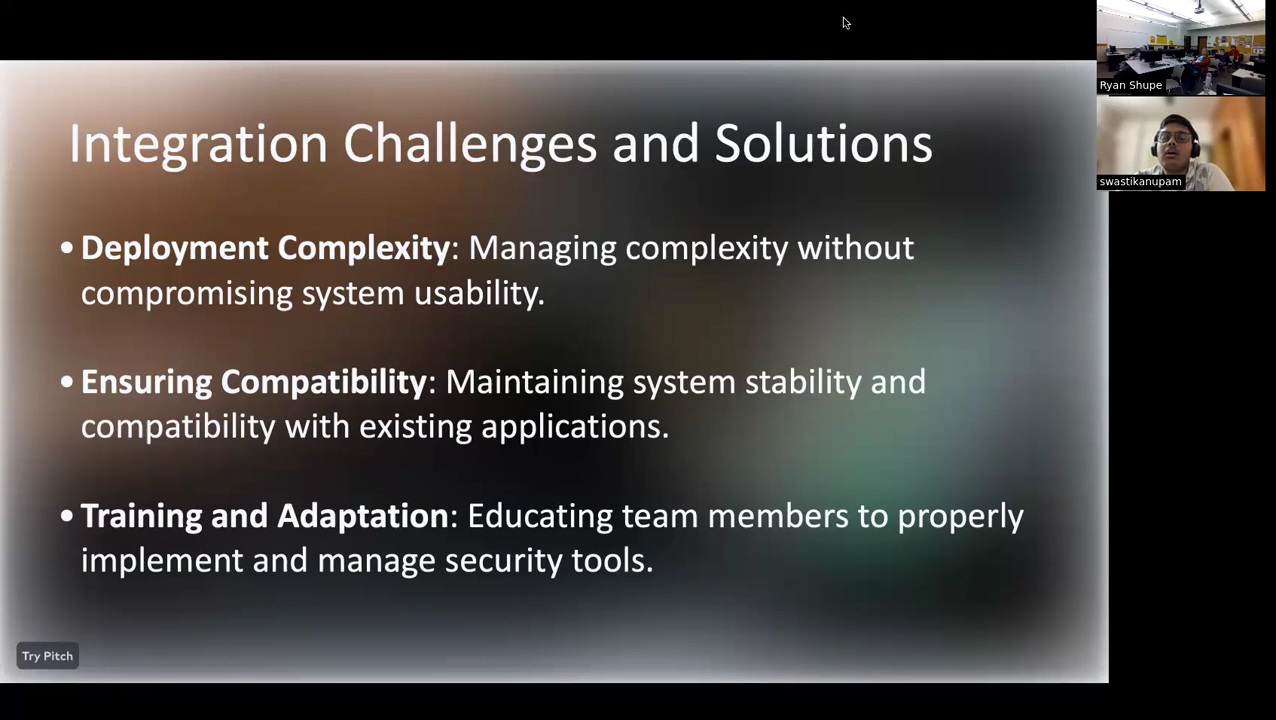 Integration Challenges and Solutions
• Deployment Complexity: Managing complexity without
compromising system usability.
• Ensuring Compatibility: Maintaining system stability and
compatibility with existing applications.
• Training and Adaptation: Educating team members to properly
implement and manage security tools.
Try Pitch
Ryan Shupe
swastikanupam